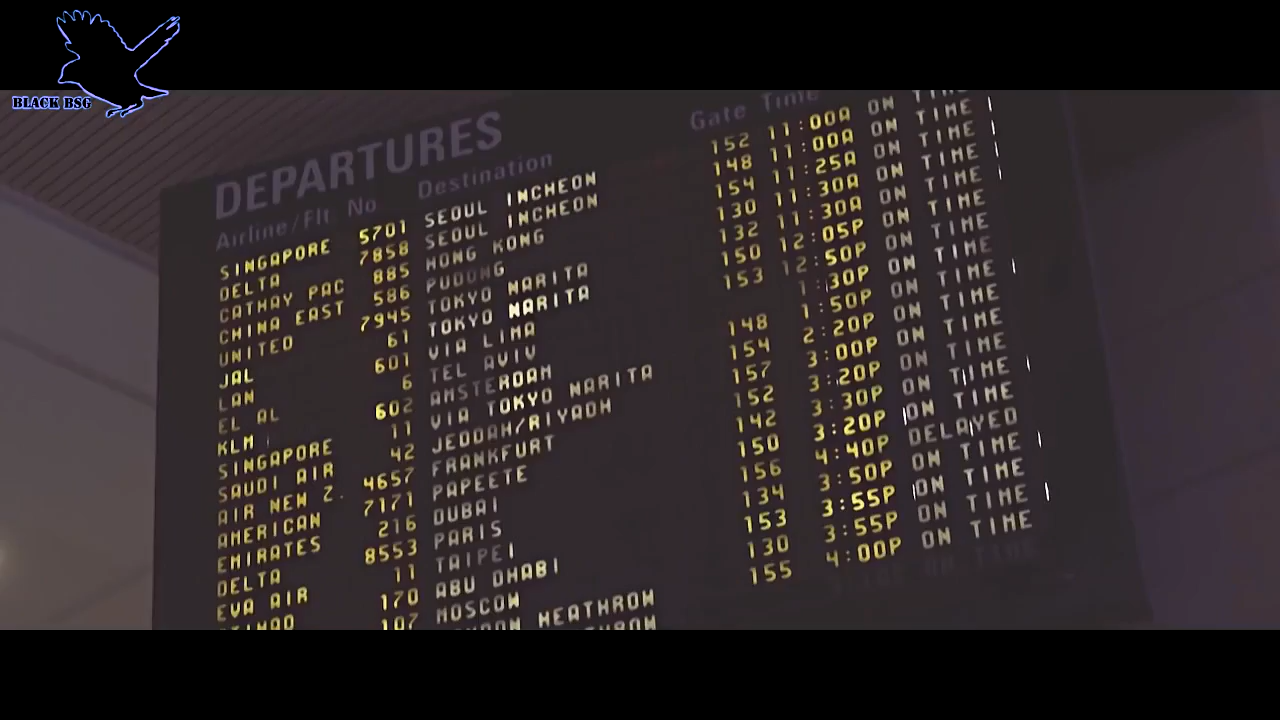 BLACK BSG
DEPARTURES
Airline/Flt No Destination Gate Time
SINGAPORE 5701 SEOUL INCHEON 152 11:00A ON TIME
DELTA 7858 SEOUL INCHEON 148 11:00A ON TIME
CATHAY PAC 885 HONG KONG 154 11:25A ON TIME
CHINA EAST 586 PUDONG 130 11:30A ON TIME
UNITED 7945 TOKYO NARITA 132 11:30A ON TIME
JAL 61 TOKYO NARITA 150 12:05P ON TIME
LAN 601 VIA LIMA 153 12:50P ON TIME
EL AL 6 TEL AVIV 1:30P ON TIME
KLM 602 AMSTERDAM 148 1:50P ON TIME
SINGAPORE 11 VIA TOKYO NARITA 154 2:20P ON TIME
SAUDI AIR 42 JEDDAH/RIYADH 157 3:00P ON TIME
AIR NEW Z. 4657 FRANKFURT 152 3:20P ON TIME
AMERICAN 7171 PAPEETE 142 3:30P ON TIME
EMIRATES 216 DUBAI 150 3:20P ON TIME
DELTA 8553 PARIS 156 4:40P DELAYED
EVA AIR 11 TAIPEI 134 3:50P ON TIME
ETIHAD 170 ABU DHABI 153 3:55P ON TIME
107 MOSCOW 130 3:55P ON TIME
HEATHROW 155 4:00P ON TIME